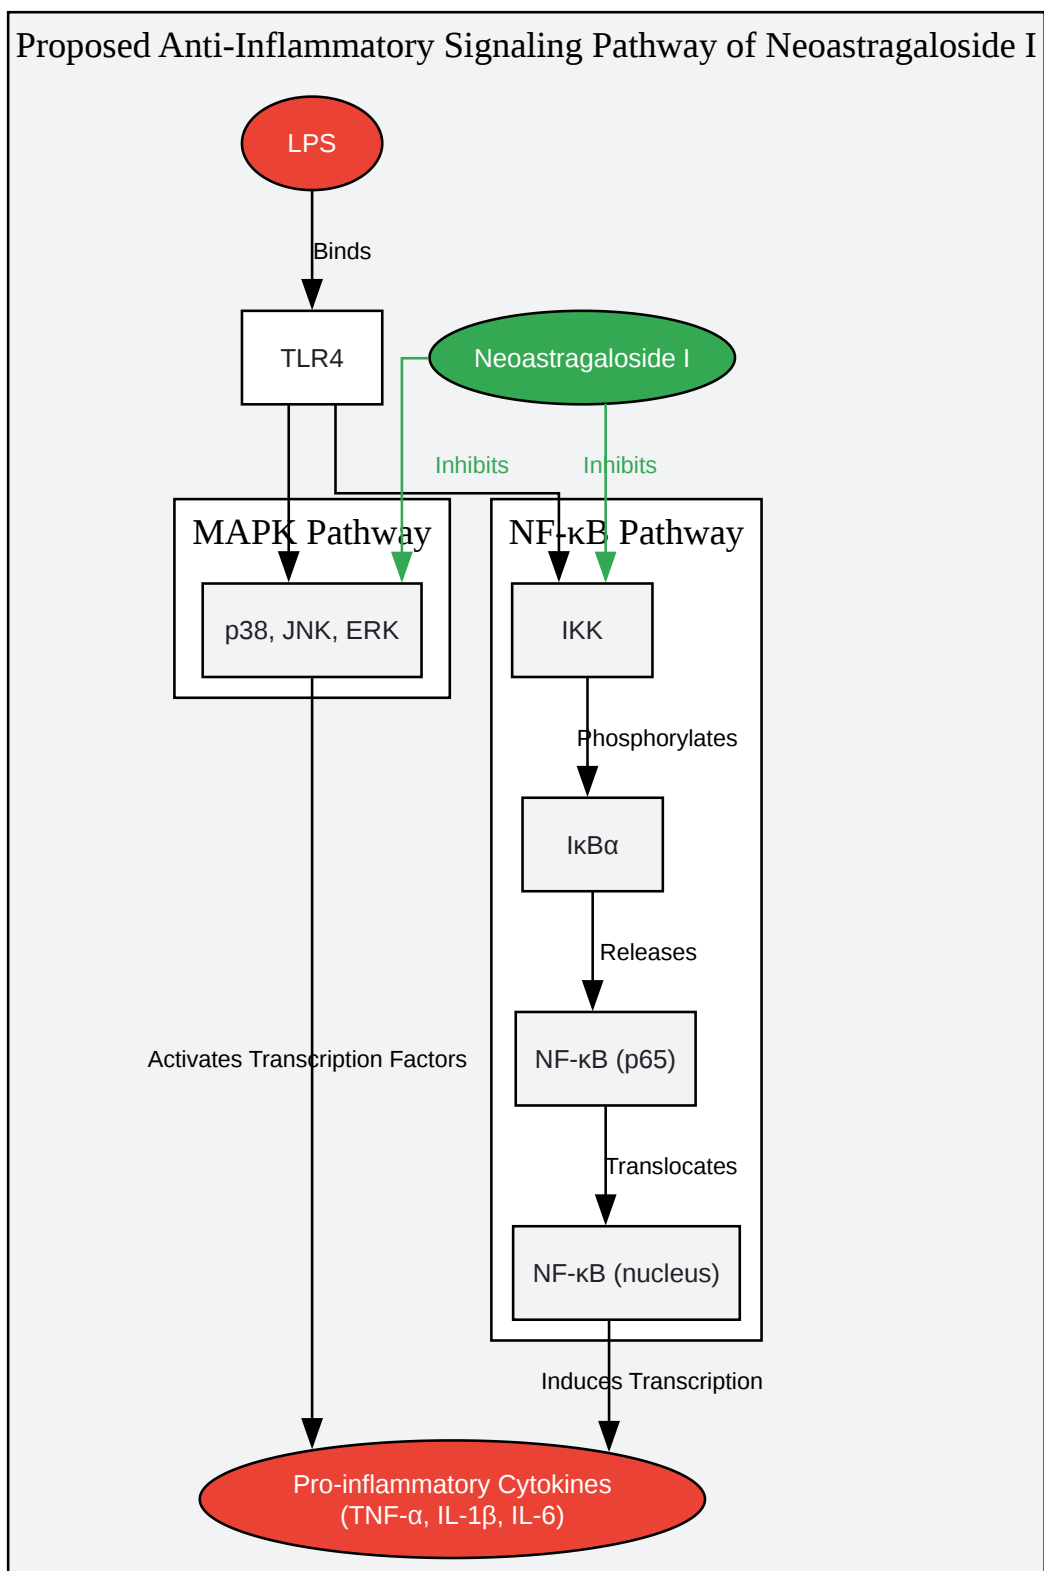 Proposed Anti-Inflammatory Signaling Pathway of Neoastragaloside I
LPS
Binds
TLR4
Neoastragaloside I
Inhibits
Inhibits
MAPK Pathway
NF-κB Pathway
p38, JNK, ERK
IKK
Phosphorylates
IκBα
Releases
Activates Transcription Factors
NF-κB (p65)
Translocates
NF-κB (nucleus)
Induces Transcription
Pro-inflammatory Cytokines
(TNF-α, IL-1β, IL-6)